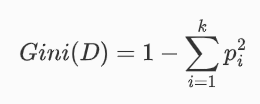 Gini(D) = 1 − ∑_{i=1}^{k} p_i^2